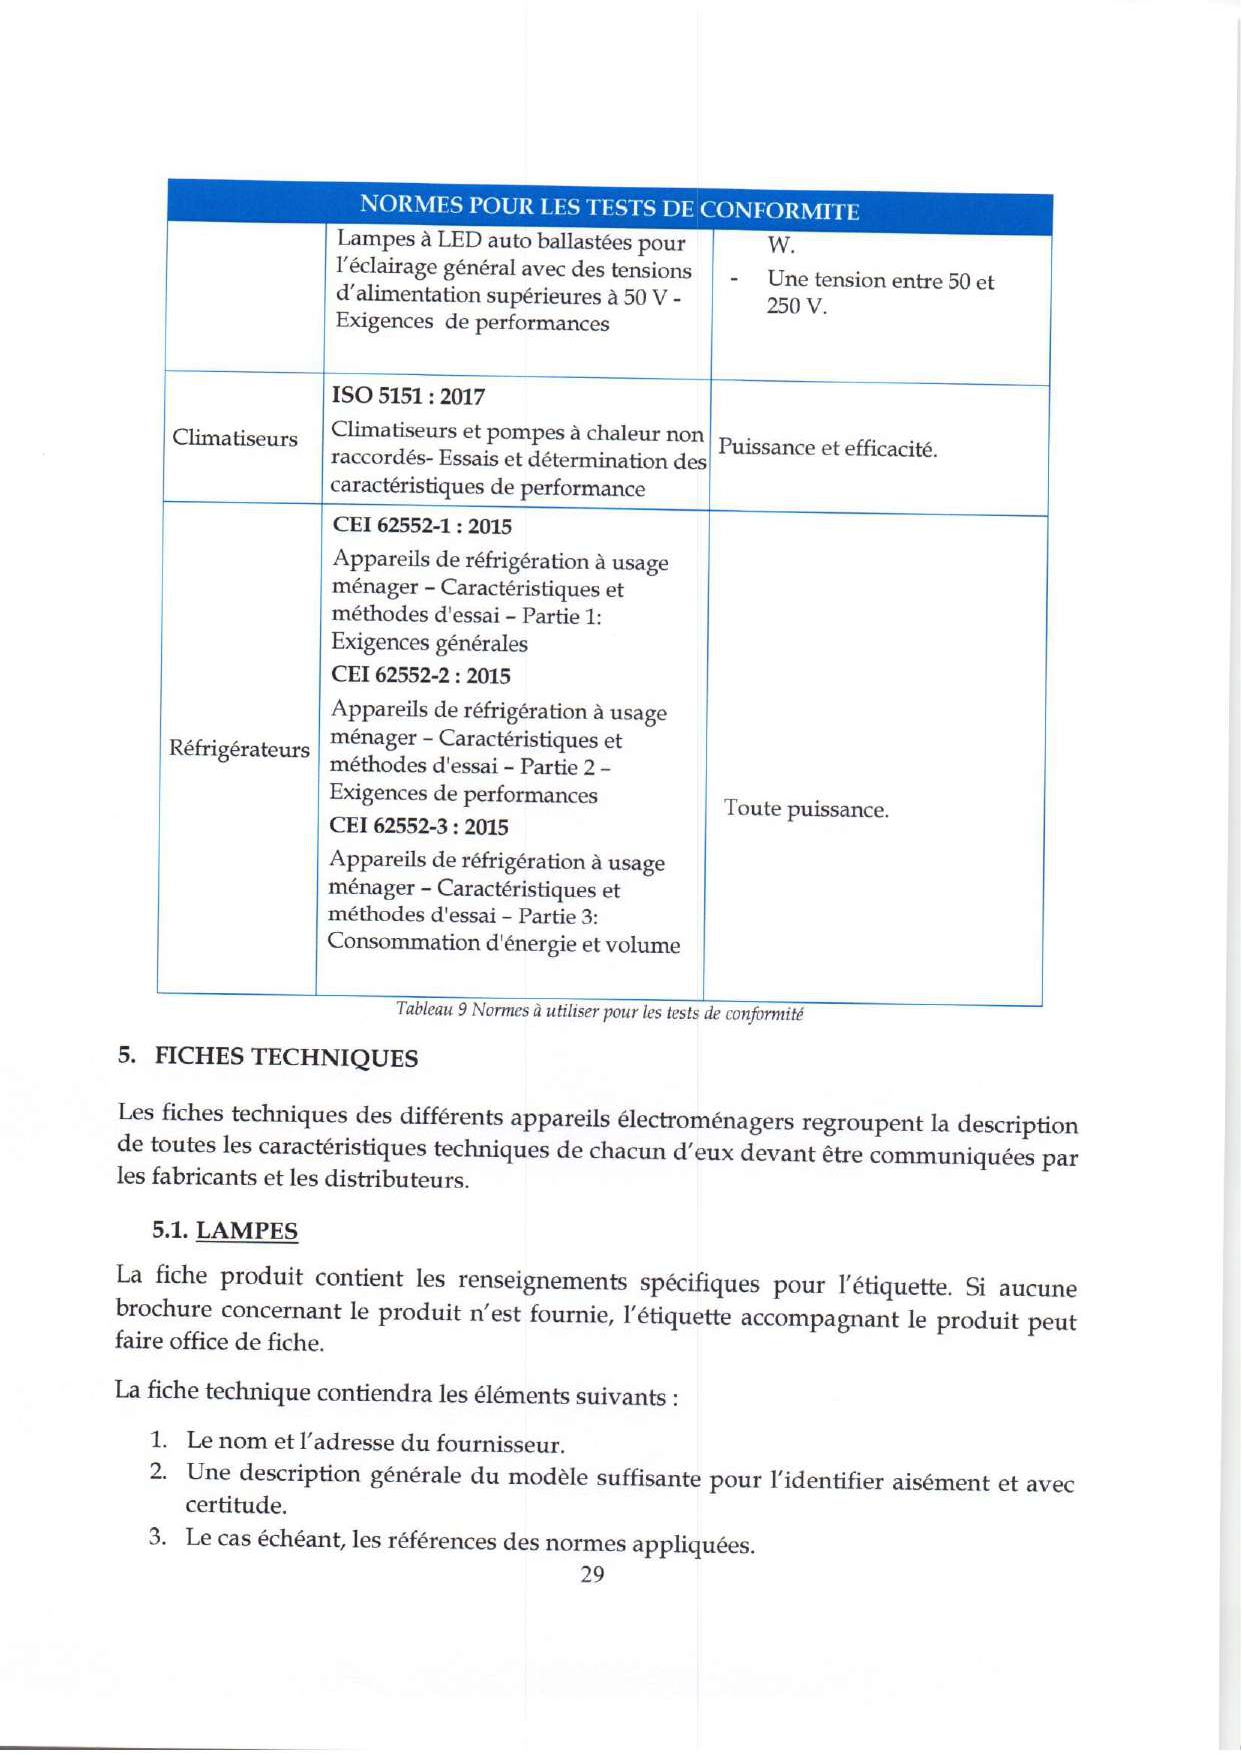 NORMES POUR LES TESTS DE CONFORMITE
Lampes à LED auto ballastées pour
l'éclairage général avec des tensions
d'alimentation supérieures à 50 V -
Exigences de performances
W.
- Une tension entre 50 et
250 V.
Climatiseurs
ISO 5151 : 2017
Climatiseurs et pompes à chaleur non
raccordés- Essais et détermination des
caractéristiques de performance
Puissance et efficacité.
Réfrigérateurs
CEI 62552-1 : 2015
Appareils de réfrigération à usage
ménager – Caractéristiques et
méthodes d'essai – Partie 1:
Exigences générales
CEI 62552-2 : 2015
Appareils de réfrigération à usage
ménager – Caractéristiques et
méthodes d'essai – Partie 2 –
Exigences de performances
CEI 62552-3 : 2015
Appareils de réfrigération à usage
ménager – Caractéristiques et
méthodes d'essai – Partie 3:
Consommation d'énergie et volume
Toute puissance.
Tableau 9 Normes à utiliser pour les tests de conformité
5. FICHES TECHNIQUES
Les fiches techniques des différents appareils électroménagers regroupent la description
de toutes les caractéristiques techniques de chacun d'eux devant être communiquées par
les fabricants et les distributeurs.
5.1. LAMPES
La fiche produit contient les renseignements spécifiques pour l'étiquette. Si aucune
brochure concernant le produit n'est fournie, l'étiquette accompagnant le produit peut
faire office de fiche.
La fiche technique contiendra les éléments suivants :
1. Le nom et l'adresse du fournisseur.
2. Une description générale du modèle suffisante pour l'identifier aisément et avec
certitude.
3. Le cas échéant, les références des normes appliquées.
29